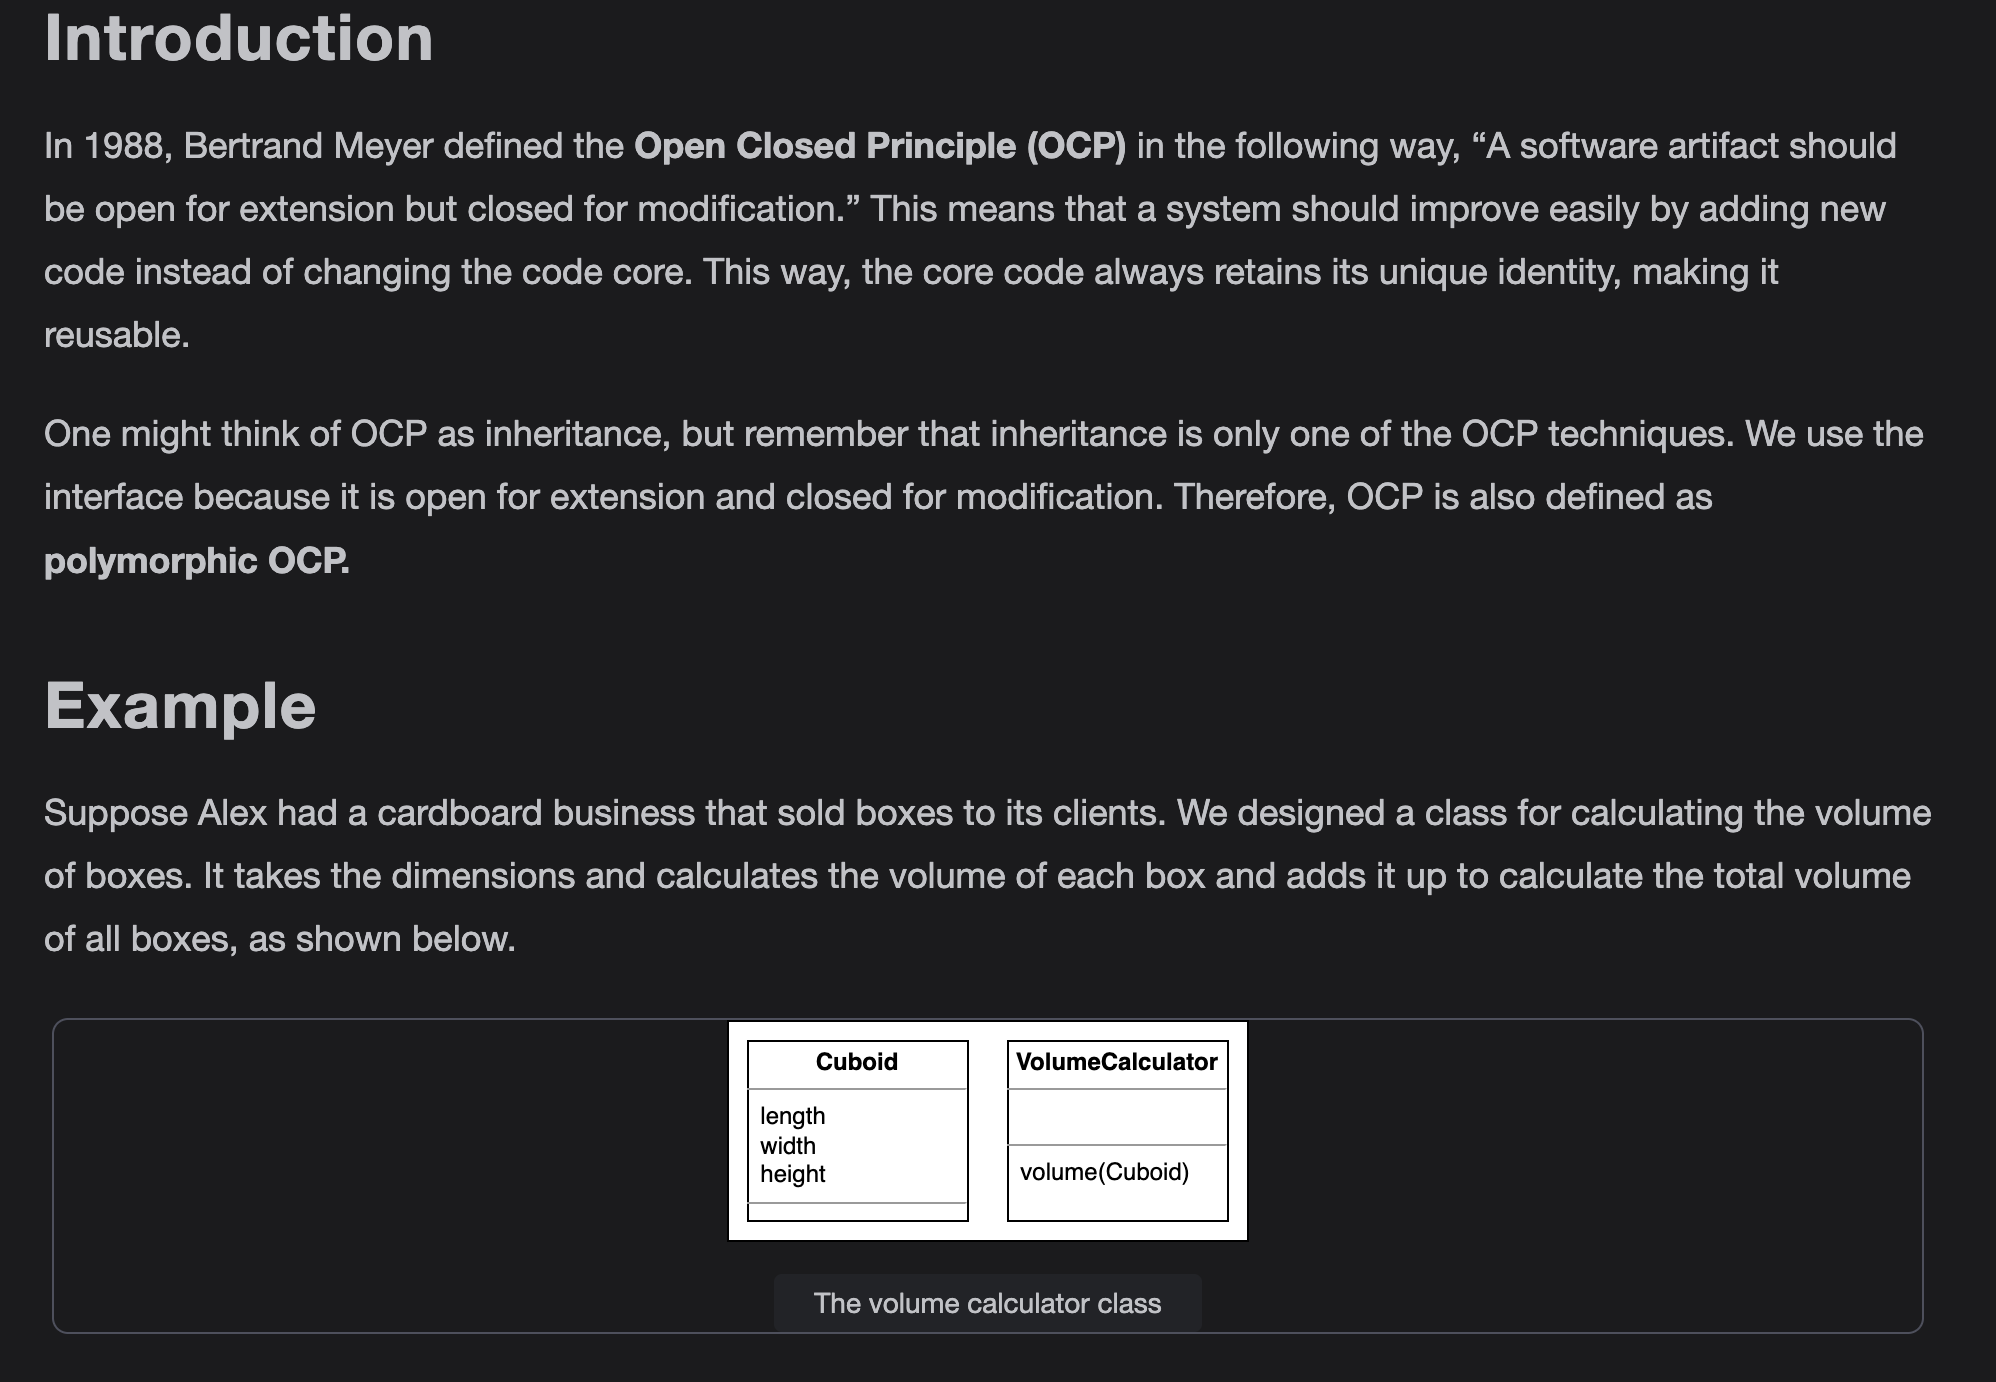 Introduction
In 1988, Bertrand Meyer defined the Open Closed Principle (OCP) in the following way, “A software artifact should
be open for extension but closed for modification.” This means that a system should improve easily by adding new
code instead of changing the code core. This way, the core code always retains its unique identity, making it
reusable.
One might think of OCP as inheritance, but remember that inheritance is only one of the OCP techniques. We use the
interface because it is open for extension and closed for modification. Therefore, OCP is also defined as
polymorphic OCP.
Example
Suppose Alex had a cardboard business that sold boxes to its clients. We designed a class for calculating the volume
of boxes. It takes the dimensions and calculates the volume of each box and adds it up to calculate the total volume
of all boxes, as shown below.
Cuboid
length
width
height
VolumeCalculator
volume(Cuboid)
The volume calculator class